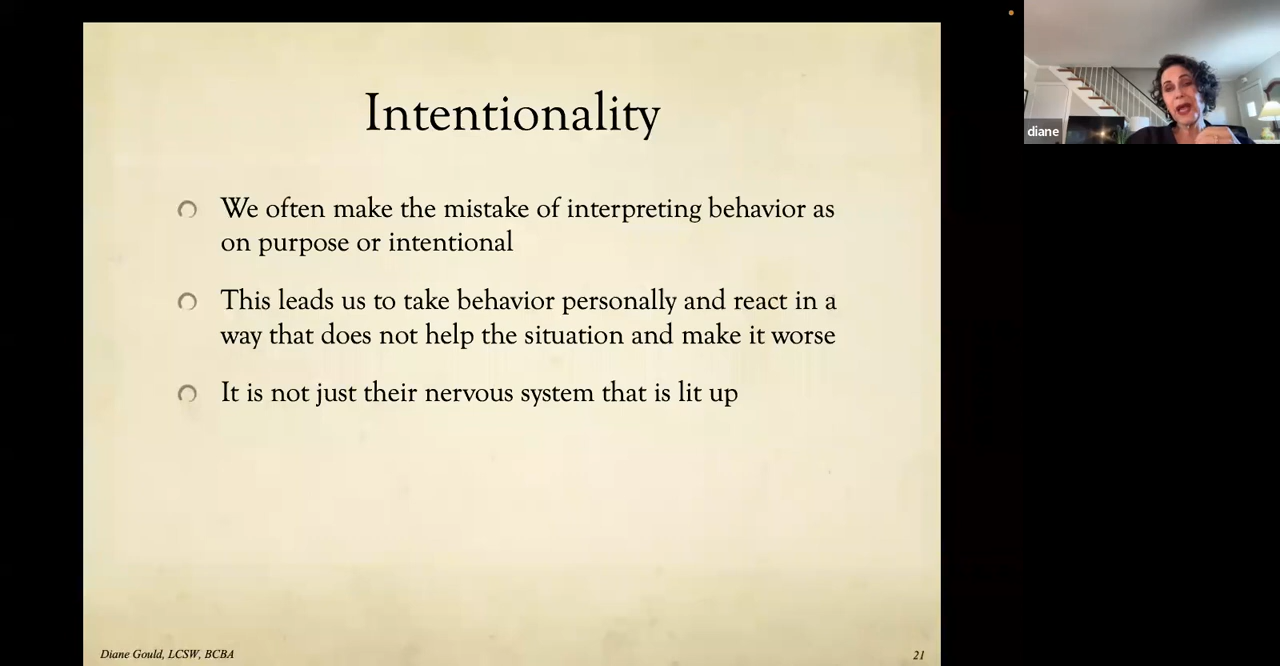 Intentionality
We often make the mistake of interpreting behavior as
on purpose or intentional
This leads us to take behavior personally and react in a
way that does not help the situation and make it worse
It is not just their nervous system that is lit up
Diane Gould, LCSW, BCBA
21
diane